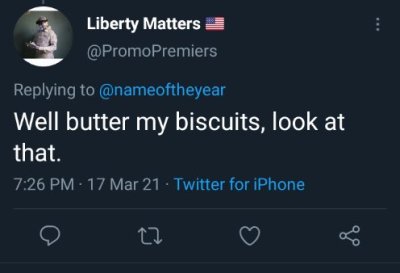 Liberty Matters 🇺🇸
@PromoPremiers
Replying to @nameoftheyear
Well butter my biscuits, look at
that.
7:26 PM · 17 Mar 21 · Twitter for iPhone